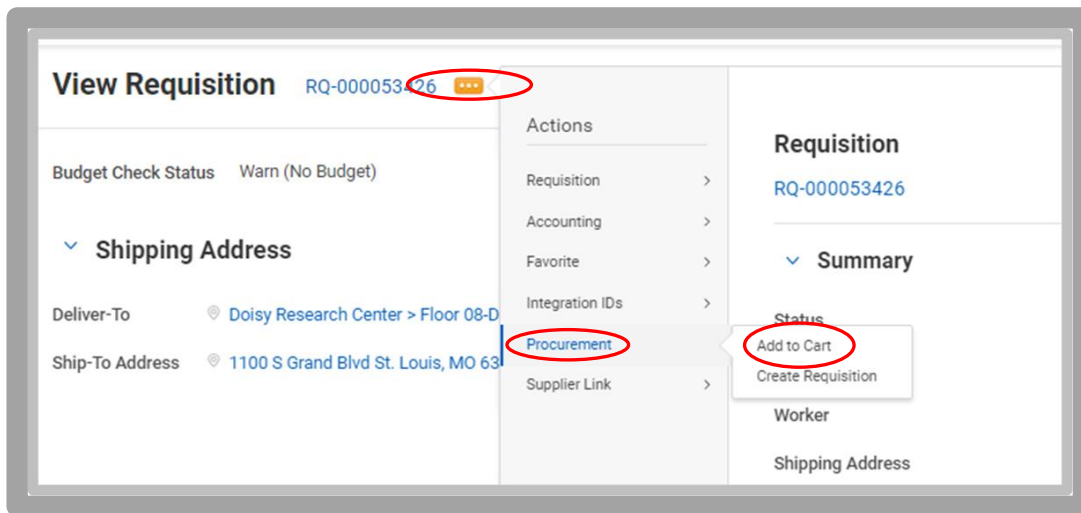 View Requisition RQ-000053426
Budget Check Status Warn (No Budget)
Shipping Address
Deliver-To Doisy Research Center > Floor 08-D
Ship-To Address 1100 S Grand Blvd St. Louis, MO 63
Actions
Requisition
Accounting
Favorite
Integration IDs
Procurement
Supplier Link
Add to Cart
Create Requisition
Requisition
RQ-000053426
Summary
Status
Worker
Shipping Address